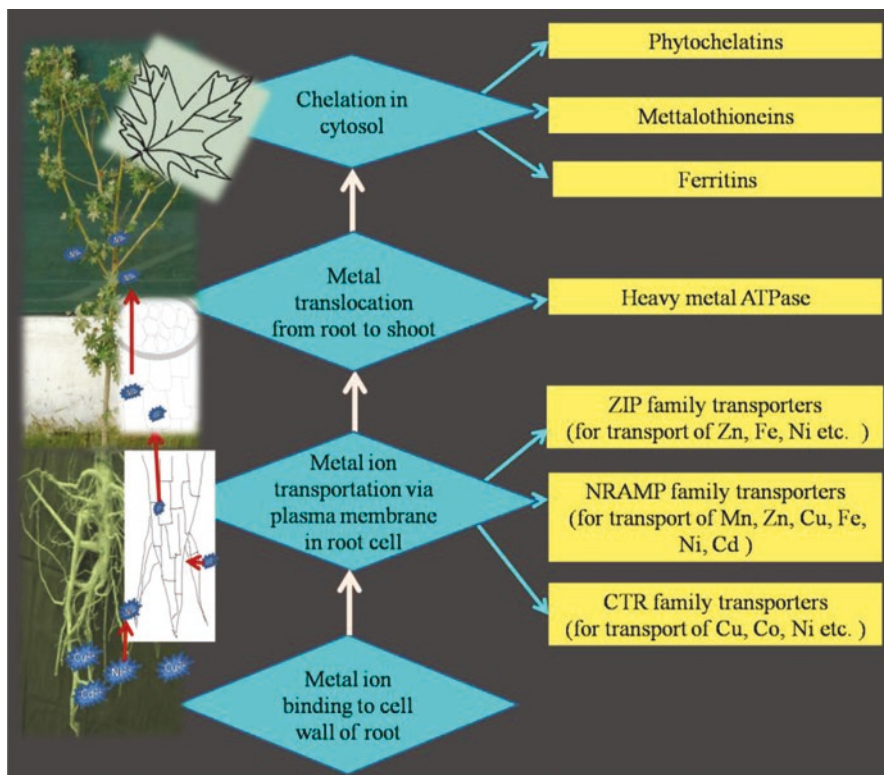 Chelation in
cytosol
Phytochelatins
Mettalothioneins
Ferritins
Metal
translocation
from root to shoot
Heavy metal ATPase
Metal ion
transportation via
plasma membrane
in root cell
ZIP family transporters
(for transport of Zn, Fe, Ni etc. )
NRAMP family transporters
(for transport of Mn, Zn, Cu, Fe,
Ni, Cd )
CTR family transporters
(for transport of Cu, Co, Ni etc. )
Metal ion
binding to cell
wall of root